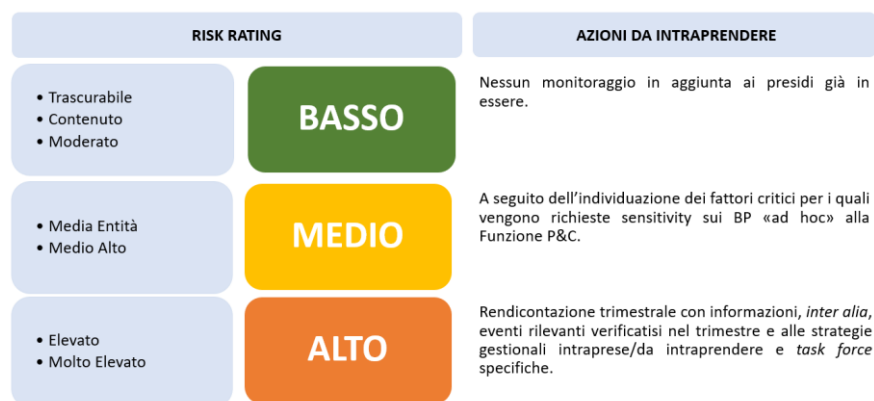 RISK RATING
AZIONI DA INTRAPRENDERE
• Trascurabile
• Contenuto
• Moderato
BASSO
Nessun monitoraggio in aggiunta ai presidi già in
essere.
• Media Entità
• Medio Alto
MEDIO
A seguito dell’individuazione dei fattori critici per i quali
vengono richieste sensitivity sui BP «ad hoc» alla
Funzione P&C.
• Elevato
• Molto Elevato
ALTO
Rendicontazione trimestrale con informazioni, inter alia,
eventi rilevanti verificatisi nel trimestre e alle strategie
gestionali intraprese/da intraprendere e task force
specifiche.